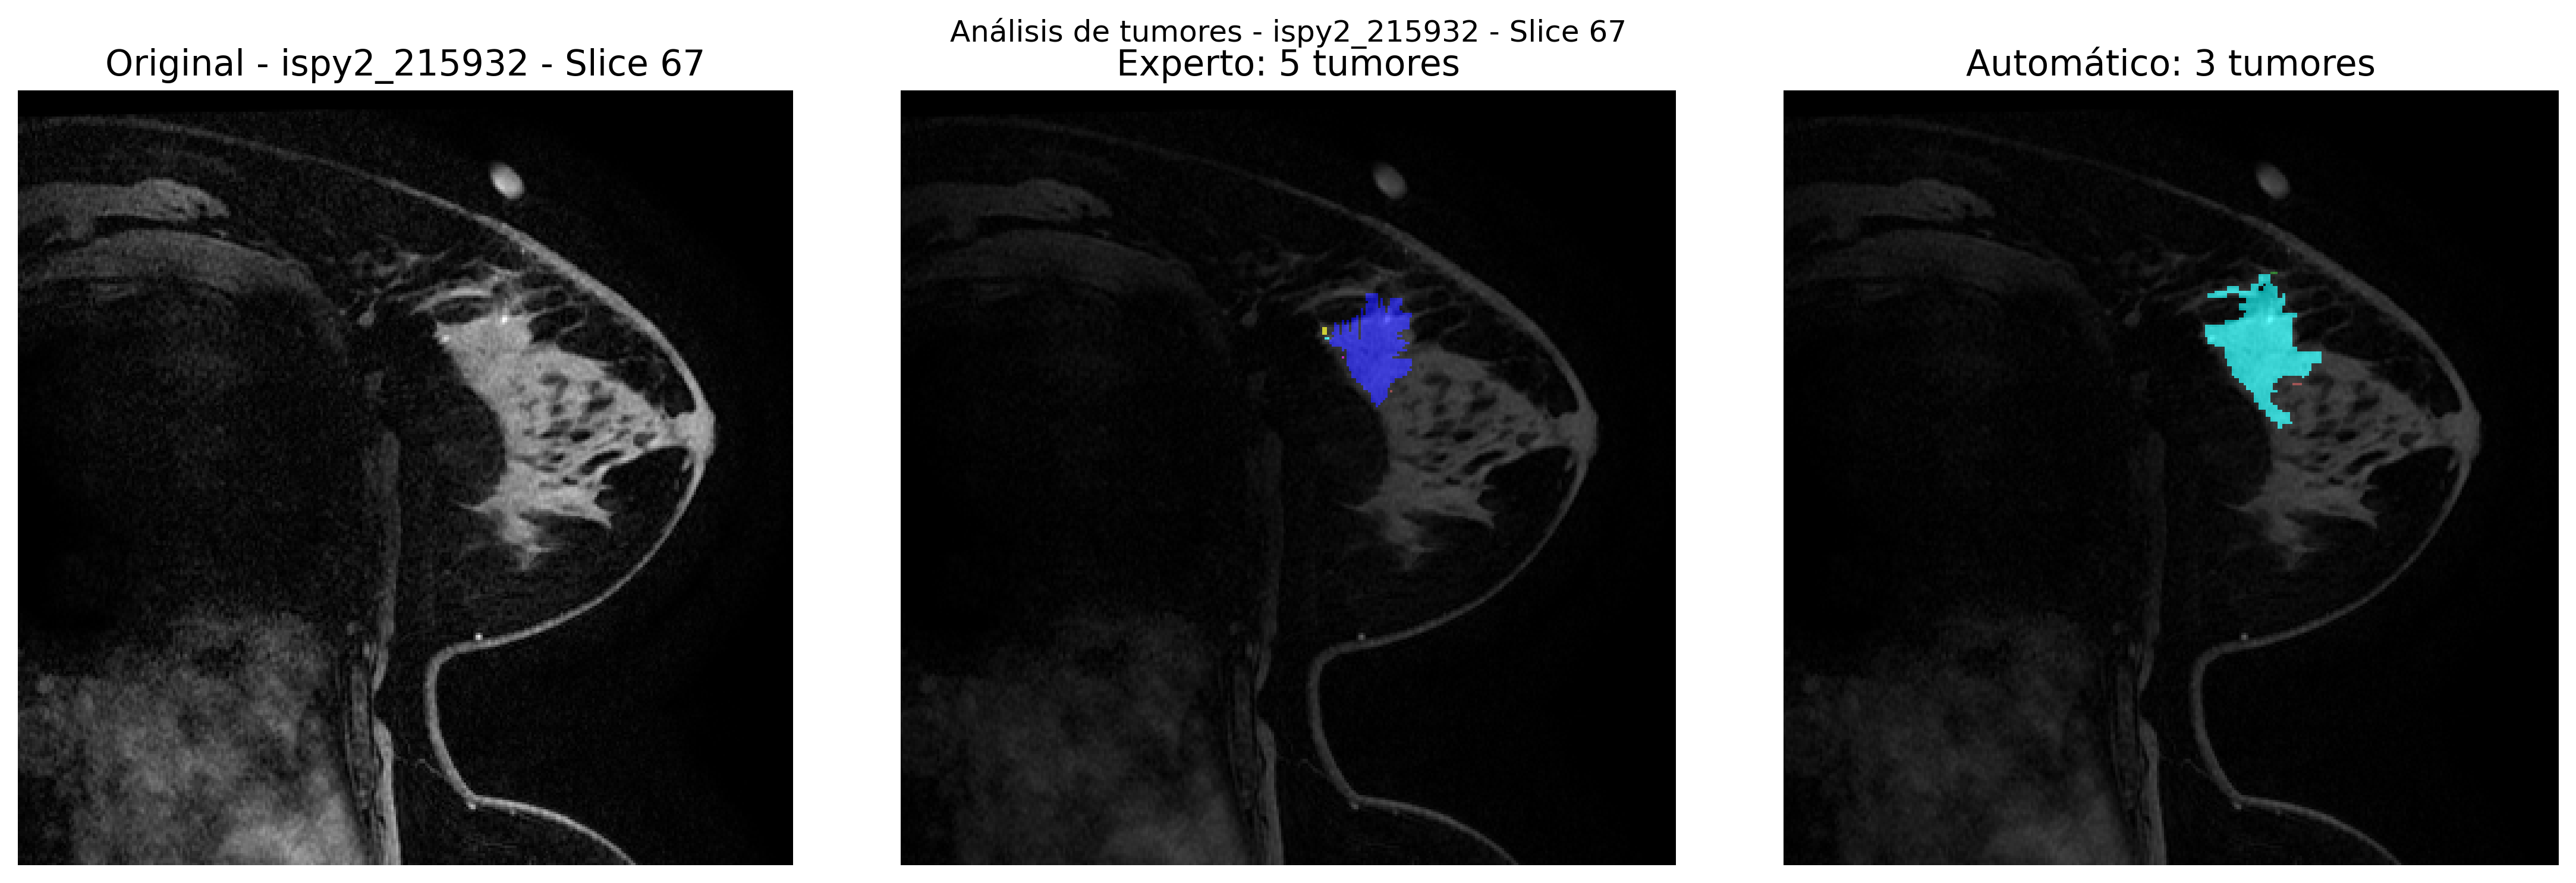 Análisis de tumores - ispy2_215932 - Slice 67
Original - ispy2_215932 - Slice 67
Experto: 5 tumores
Automático: 3 tumores